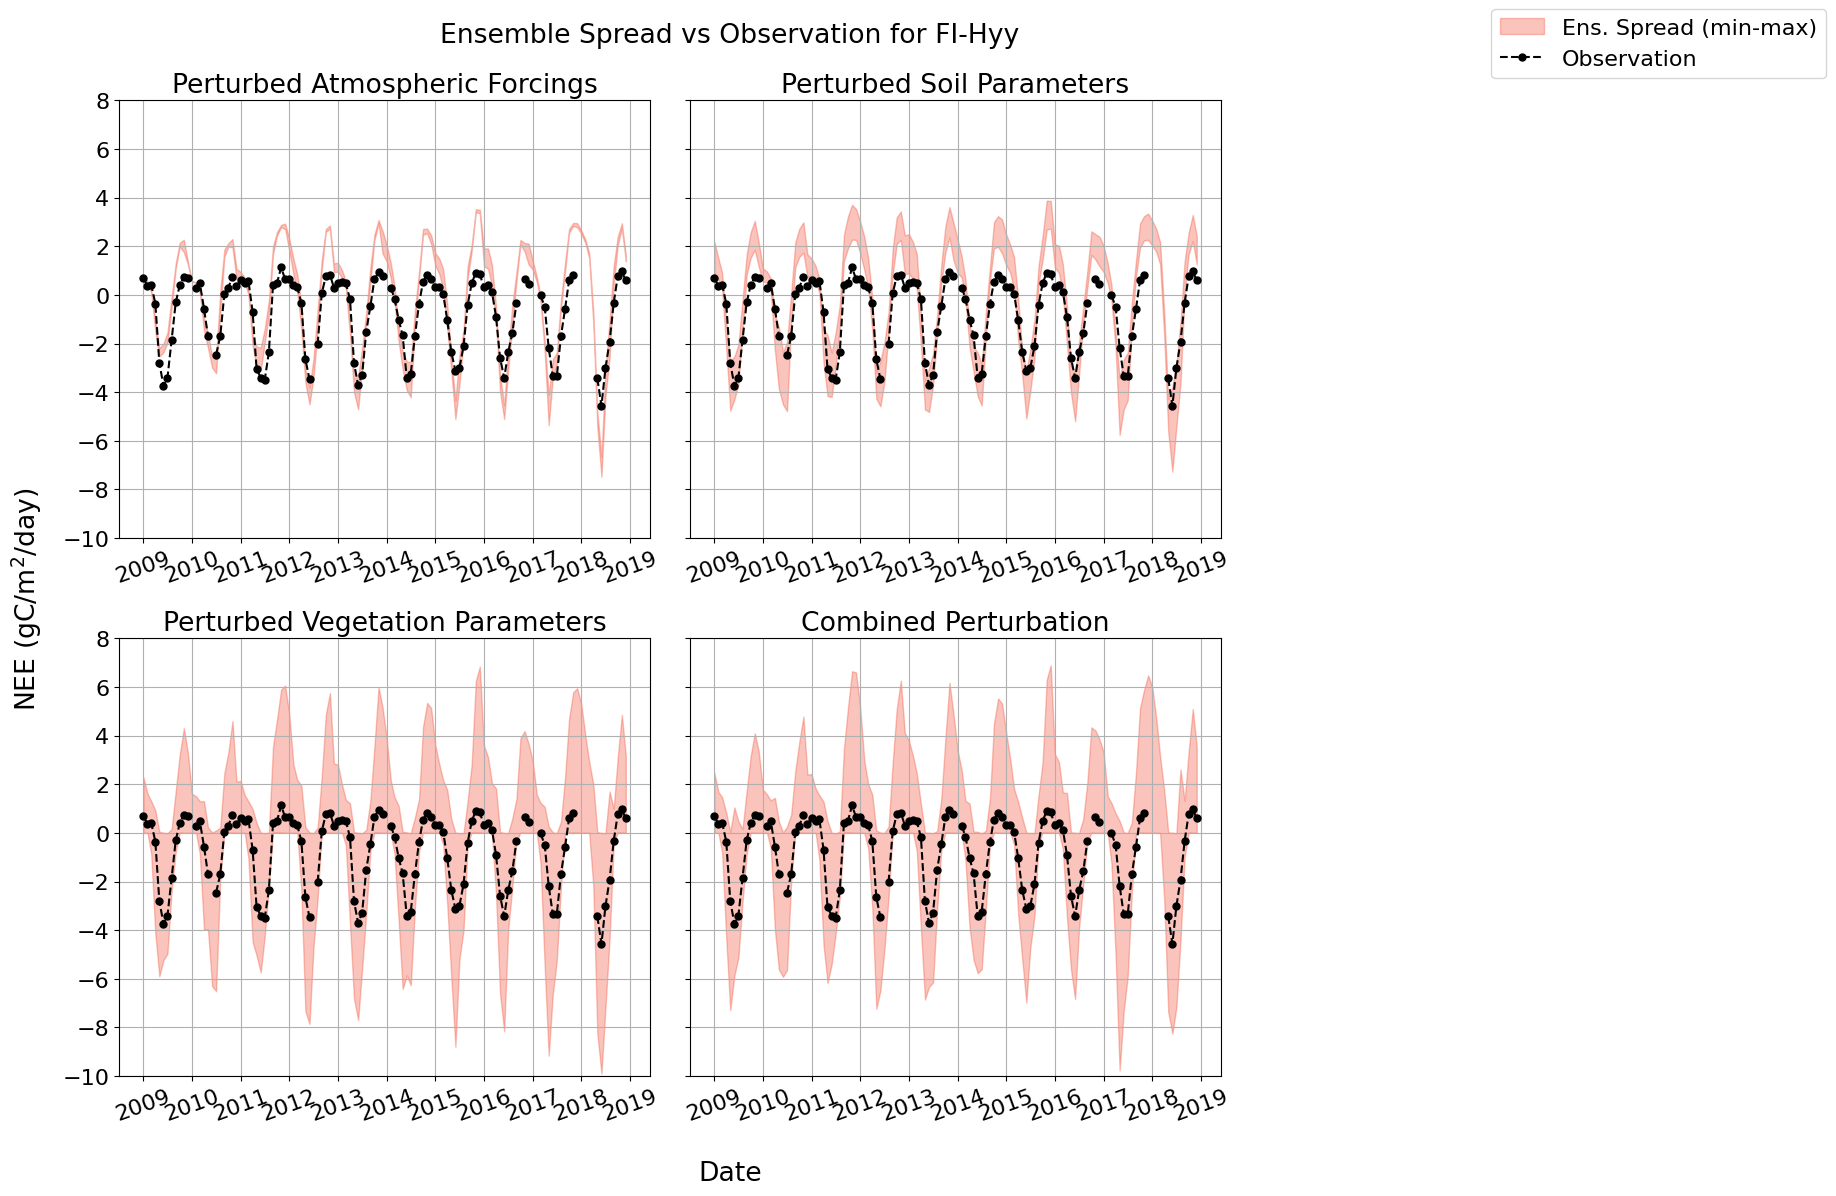 Ensemble Spread vs Observation for FI-Hyy
Ens. Spread (min-max)
Observation
Perturbed Atmospheric Forcings
8
6
4
2
0
−2
−4
−6
−8
−10
2009 2010 2011 2012 2013 2014 2015 2016 2017 2018 2019
Perturbed Soil Parameters
2009 2010 2011 2012 2013 2014 2015 2016 2017 2018 2019
NEE (gC/m²/day)
Perturbed Vegetation Parameters
8
6
4
2
0
−2
−4
−6
−8
−10
2009 2010 2011 2012 2013 2014 2015 2016 2017 2018 2019
Combined Perturbation
2009 2010 2011 2012 2013 2014 2015 2016 2017 2018 2019
Date